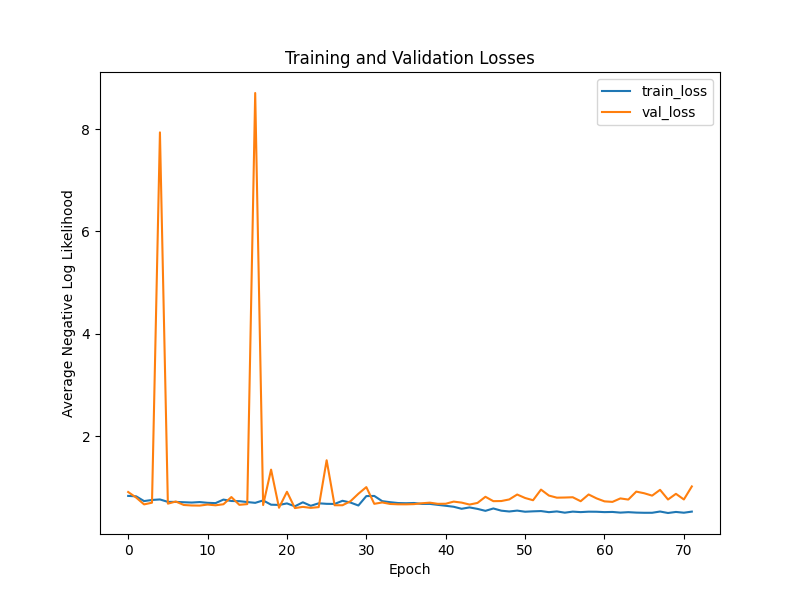 Training and Validation Losses
train_loss
val_loss
8
6
4
2
Average Negative Log Likelihood
0
10
20
30
40
50
60
70
Epoch